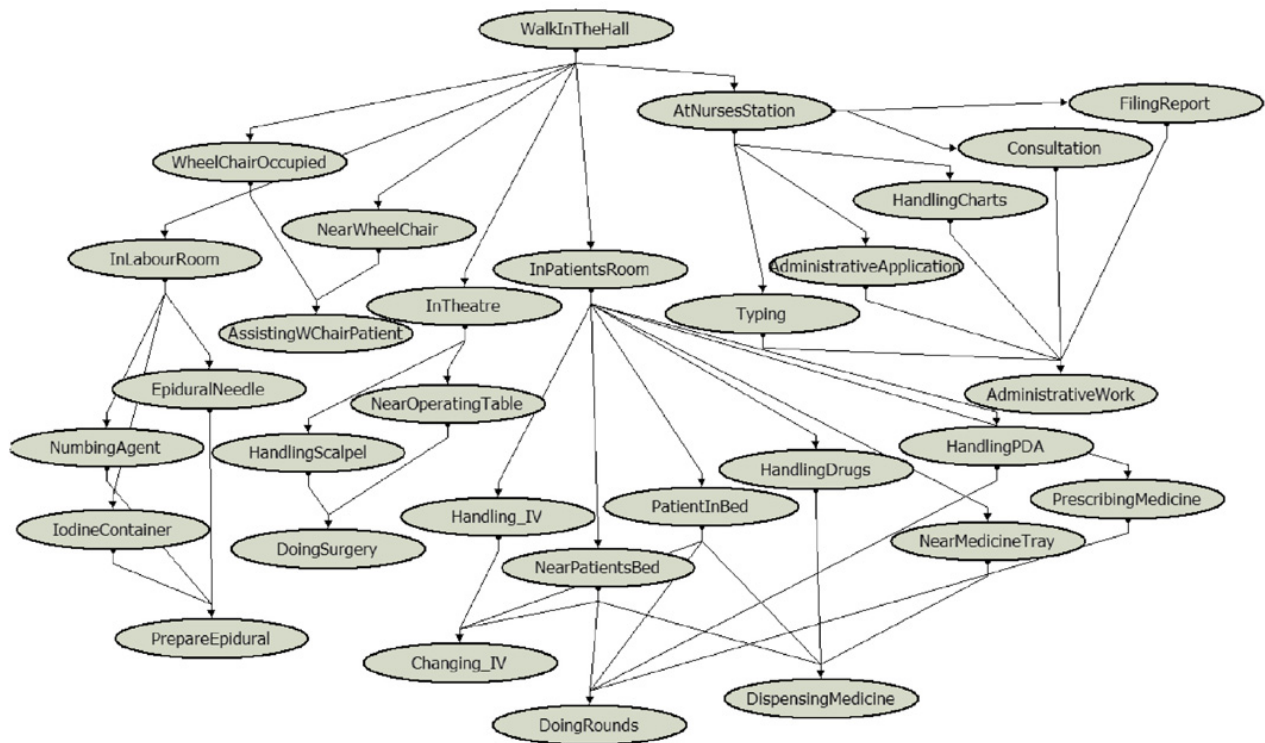 WalkInTheHall
FilingReport
AtNursesStation
Consultation
WheelChairOccupied
HandlingCharts
NearWheelChair
InLabourRoom
InPatientsRoom
AdministrativeApplication
InTheatre
Typing
AssistingWChairPatient
EpiduralNeedle
NearOperatingTable
AdministrativeWork
NumbingAgent
HandlingScalpel
HandlingPDA
HandlingDrugs
PrescribingMedicine
IodineContainer
Handling_IV
PatientInBed
DoingSurgery
NearMedicineTray
NearPatientsBed
PrepareEpidural
Changing_IV
DispensingMedicine
DoingRounds